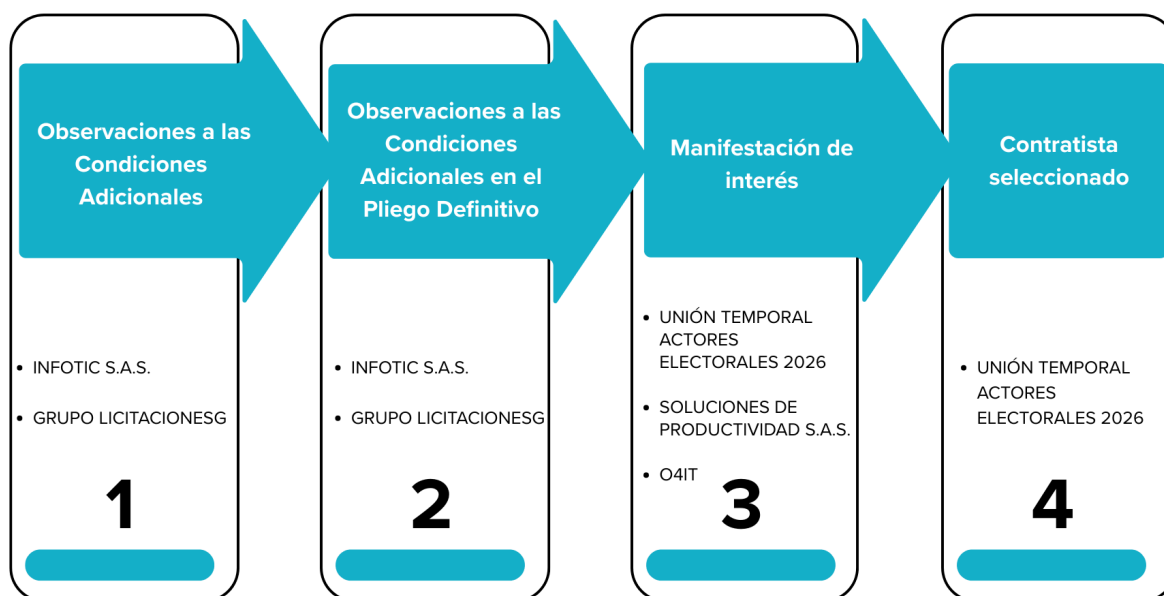 Observaciones a las
Condiciones
Adicionales
• INFOTIC S.A.S.
• GRUPO LICITACIONESG
1
Observaciones a las
Condiciones
Adicionales en el
Pliego Definitivo
• INFOTIC S.A.S.
• GRUPO LICITACIONESG
2
Manifestación de
interés
• UNIÓN TEMPORAL
ACTORES
ELECTORALES 2026
• SOLUCIONES DE
PRODUCTIVIDAD S.A.S.
• O4IT
3
Contratista
seleccionado
• UNIÓN TEMPORAL
ACTORES
ELECTORALES 2026
4